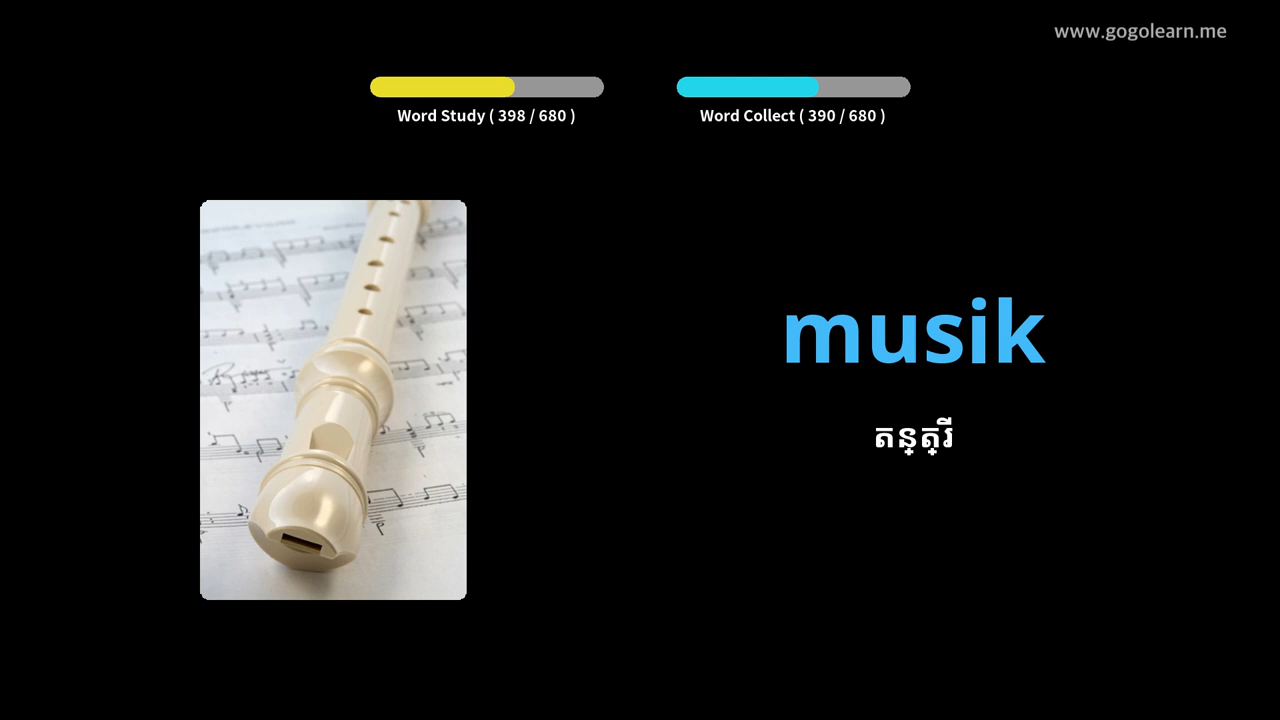 www.gogolearn.me
Word Study ( 398 / 680 )
Word Collect ( 390 / 680 )
musik
តន្ត្រី